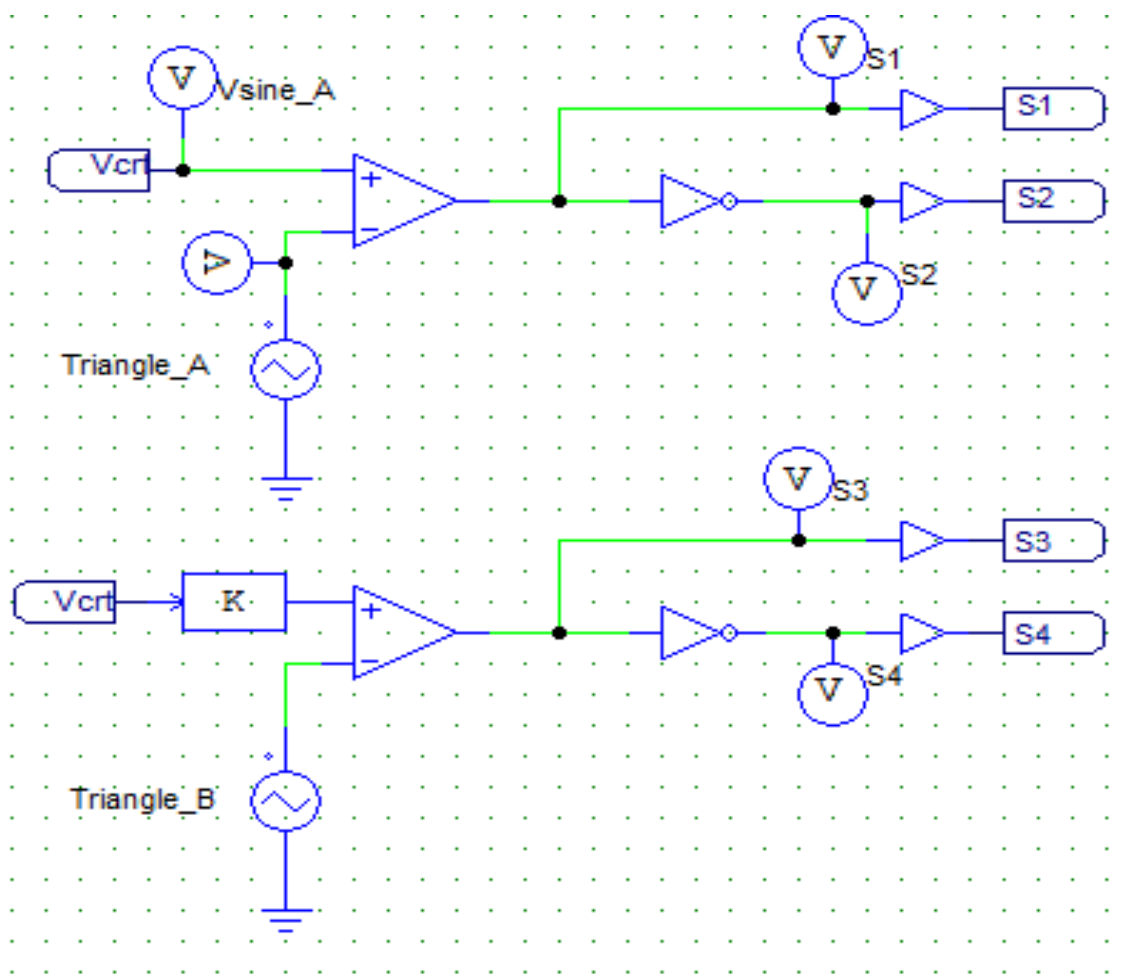 V
S1
V
Vsine_A
S1
Vcrt
+
S2
−
V
S2
V
Triangle_A
V
S3
S3
Vcrt
K
+
S4
−
S4
V
Triangle_B